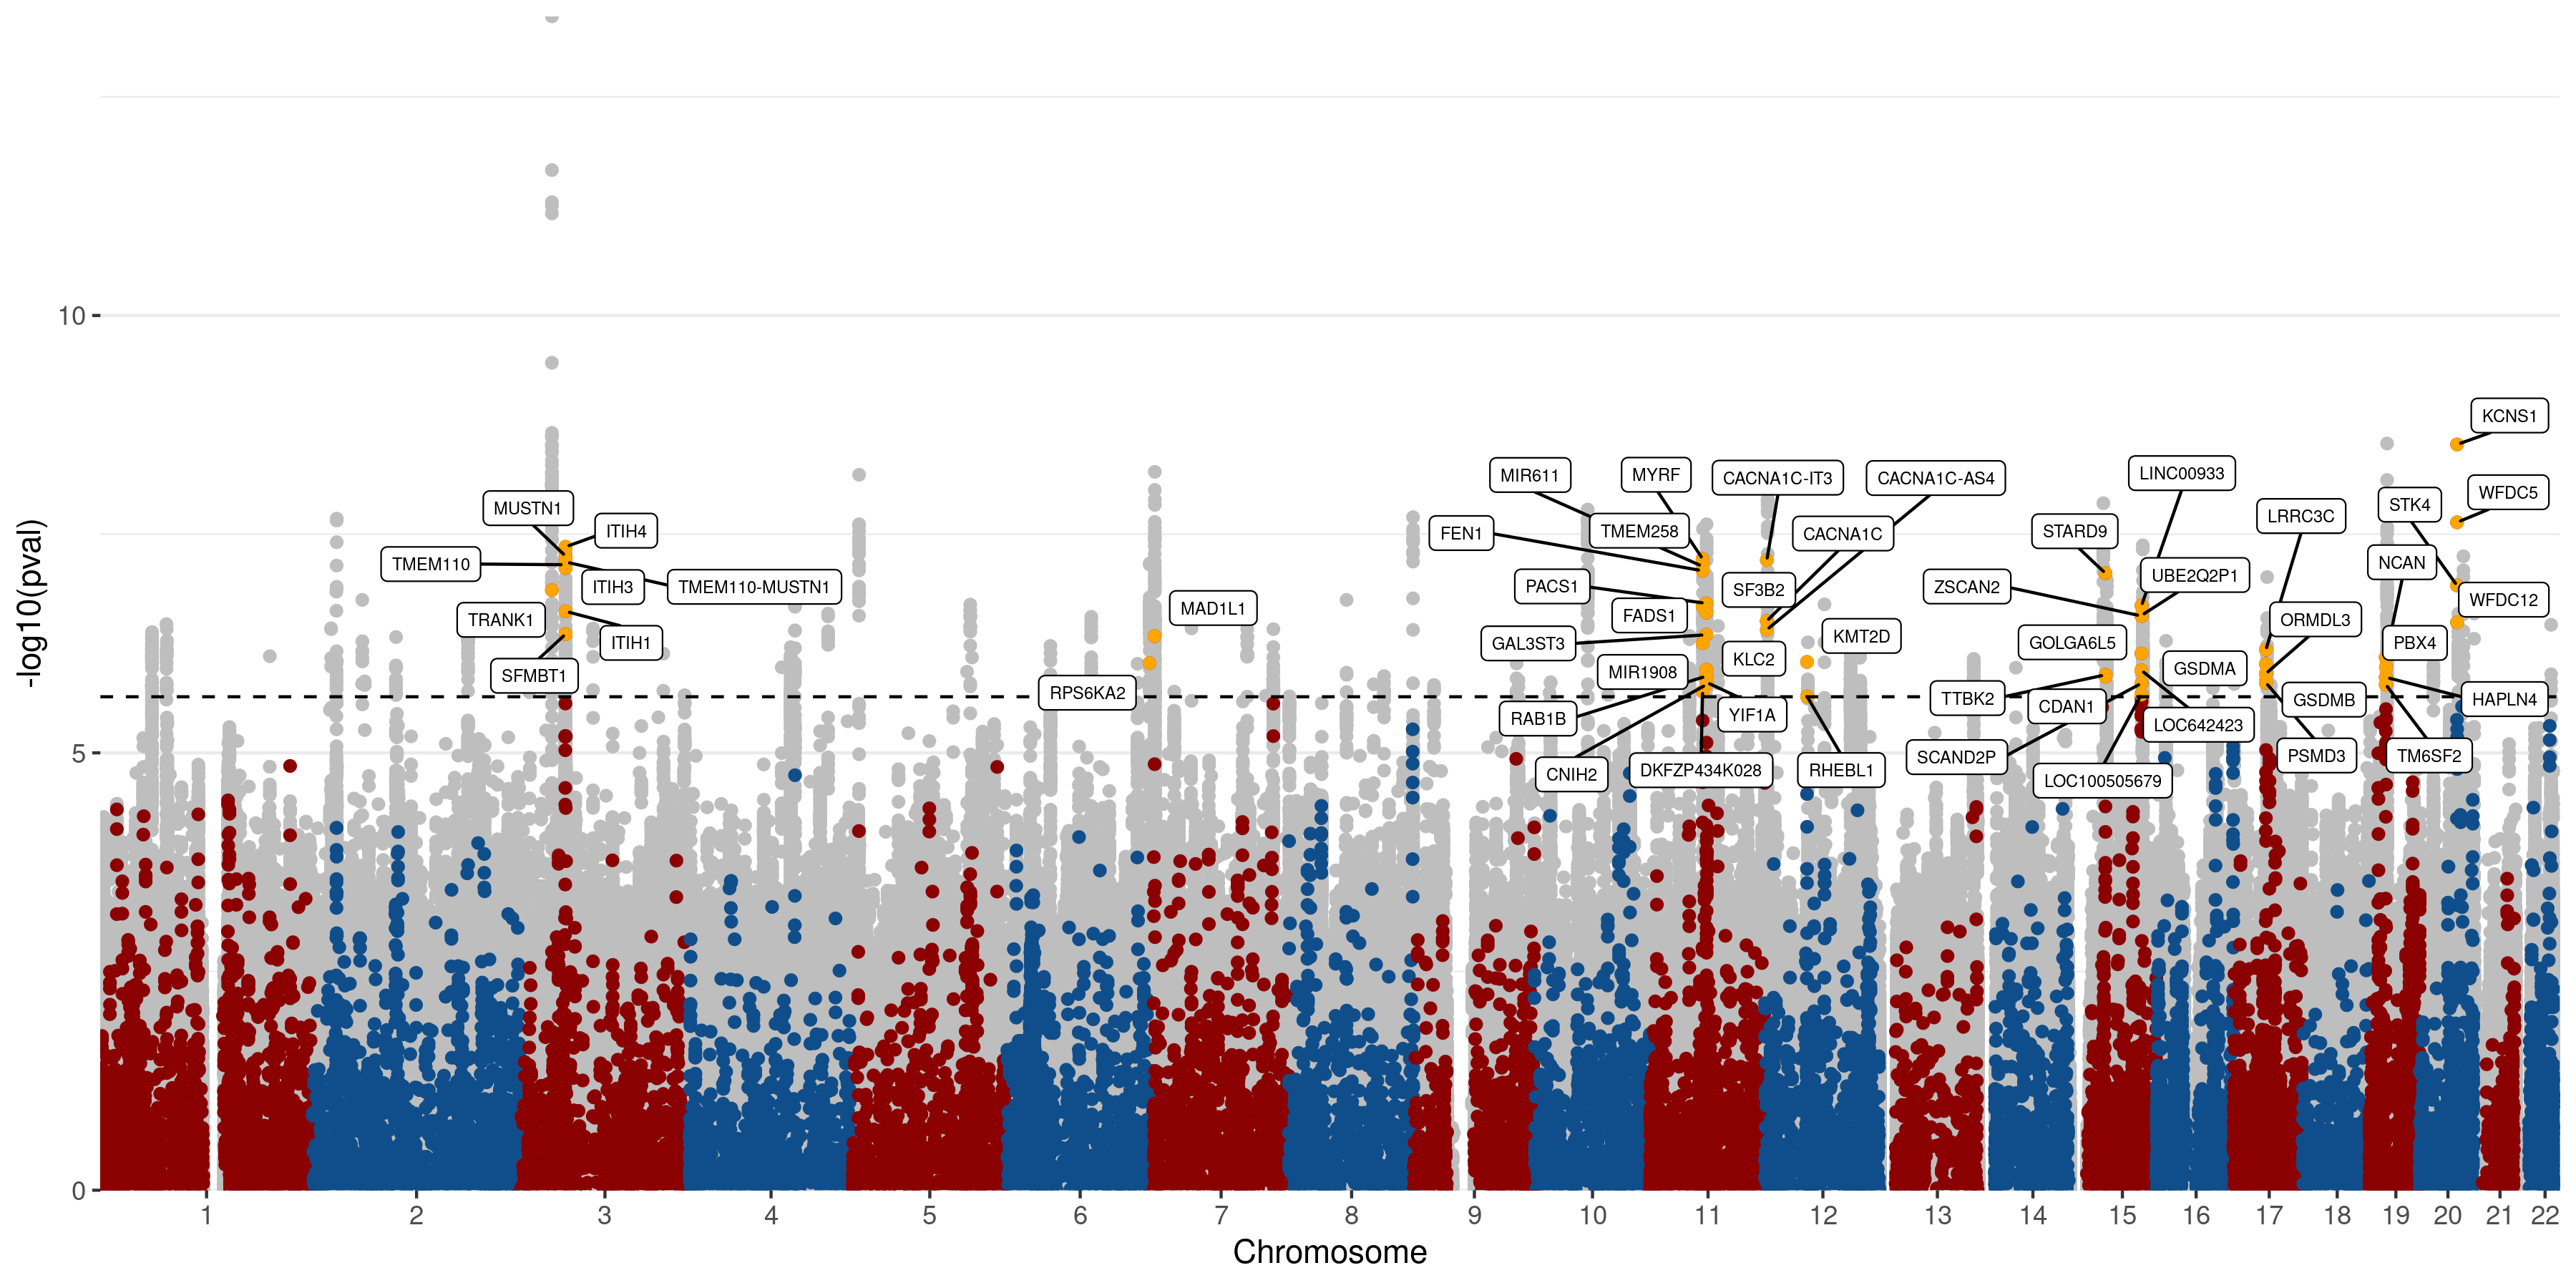 -log10(pval)
10
5
0
KCNS1
MIR611
MYRF
CACNA1C-IT3
CACNA1C-AS4
LINC00933
WFDC5
MUSTN1
STK4
LRRC3C
ITIH4
FEN1
TMEM258
CACNA1C
STARD9
TMEM110
NCAN
ITIH3
TMEM110-MUSTN1
PACS1
SF3B2
ZSCAN2
UBE2Q2P1
WFDC12
TRANK1
MAD1L1
FADS1
ORMDL3
ITIH1
GAL3ST3
KMT2D
GOLGA6L5
PBX4
SFMBT1
MIR1908
KLC2
GSDMA
RPS6KA2
TTBK2
CDAN1
GSDMB
HAPLN4
RAB1B
YIF1A
LOC642423
CNIH2
DKFZP434K028
RHEBL1
SCAND2P
LOC100505679
PSMD3
TM6SF2
1 2 3 4 5 6 7 8 9 10 11 12 13 14 15 16 17 18 19 20 21 22
Chromosome